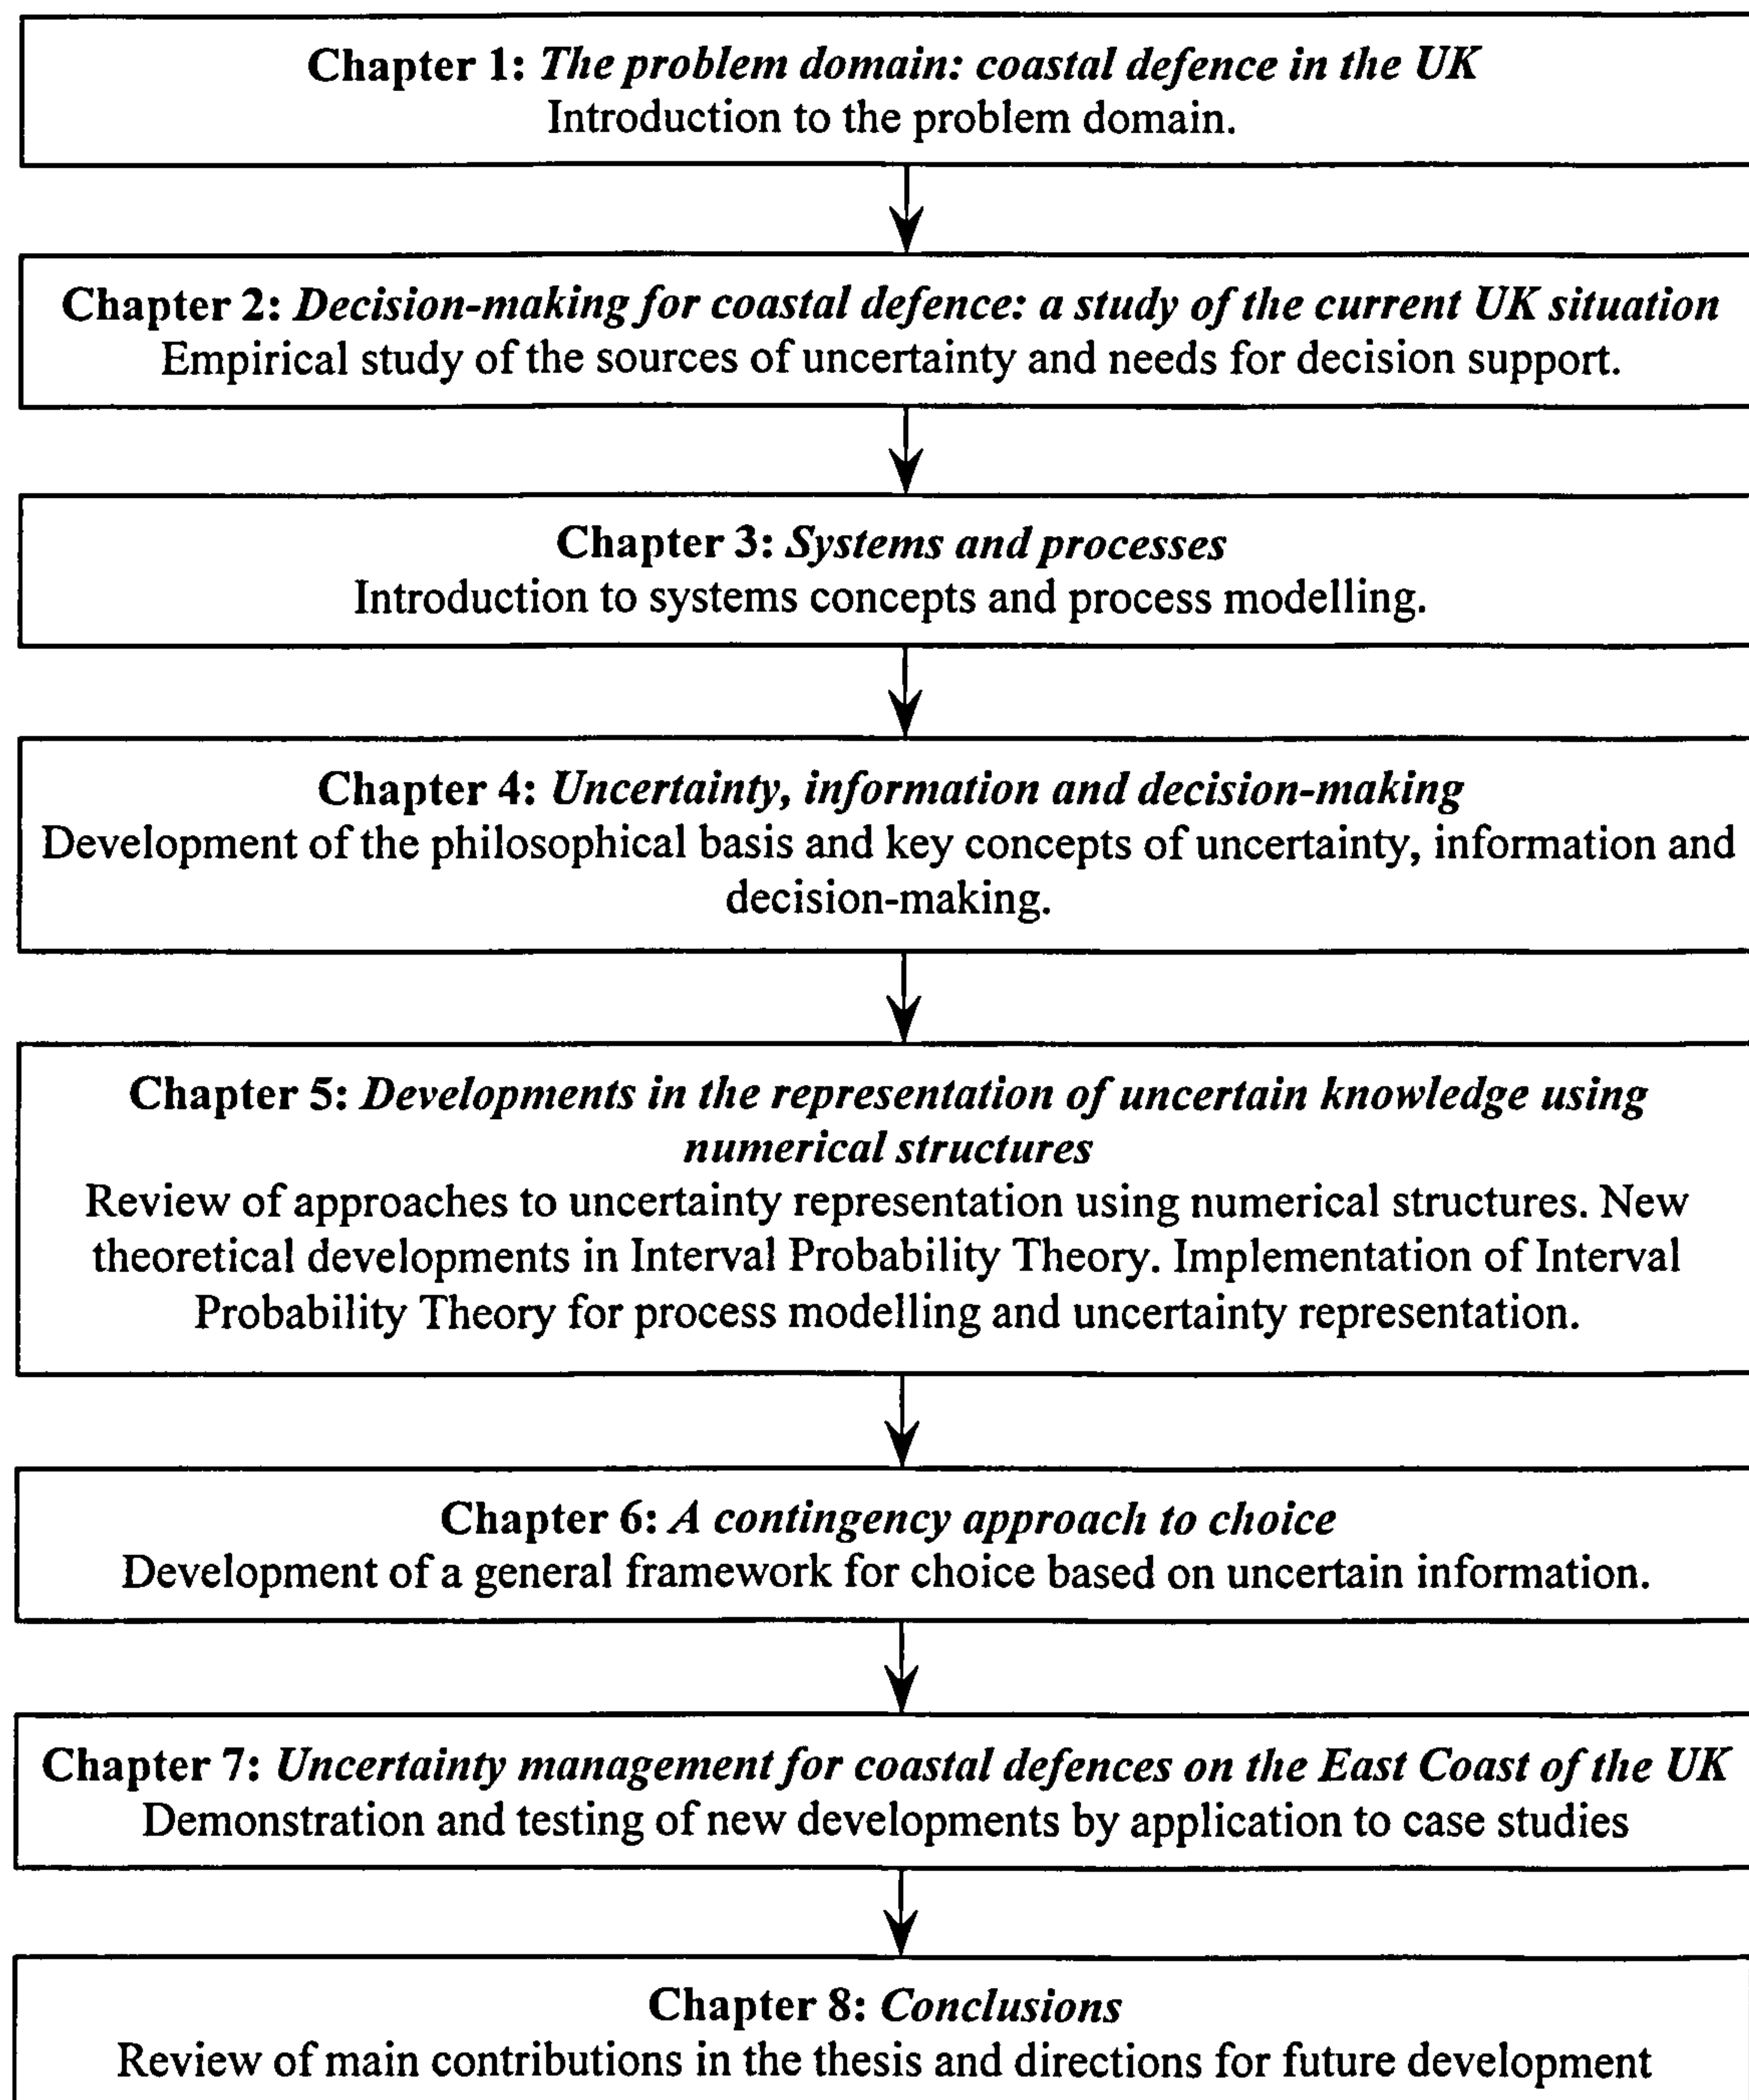 Chapter 1: The problem domain: coastal defence in the UK
Introduction to the problem domain.
Chapter 2: Decision-making for coastal defence: a study of the current UK situation
Empirical study of the sources of uncertainty and needs for decision support.
Chapter 3: Systems and processes
Introduction to systems concepts and process modelling.
Chapter 4: Uncertainty, information and decision-making
Development of the philosophical basis and key concepts of uncertainty, information and
decision-making.
Chapter 5: Developments in the representation of uncertain knowledge using
numerical structures
Review of approaches to uncertainty representation using numerical structures. New
theoretical developments in Interval Probability Theory. Implementation of Interval
Probability Theory for process modelling and uncertainty representation.
Chapter 6: A contingency approach to choice
Development of a general framework for choice based on uncertain information.
Chapter 7: Uncertainty management for coastal defences on the East Coast of the UK
Demonstration and testing of new developments by application to case studies
Chapter 8: Conclusions
Review of main contributions in the thesis and directions for future development